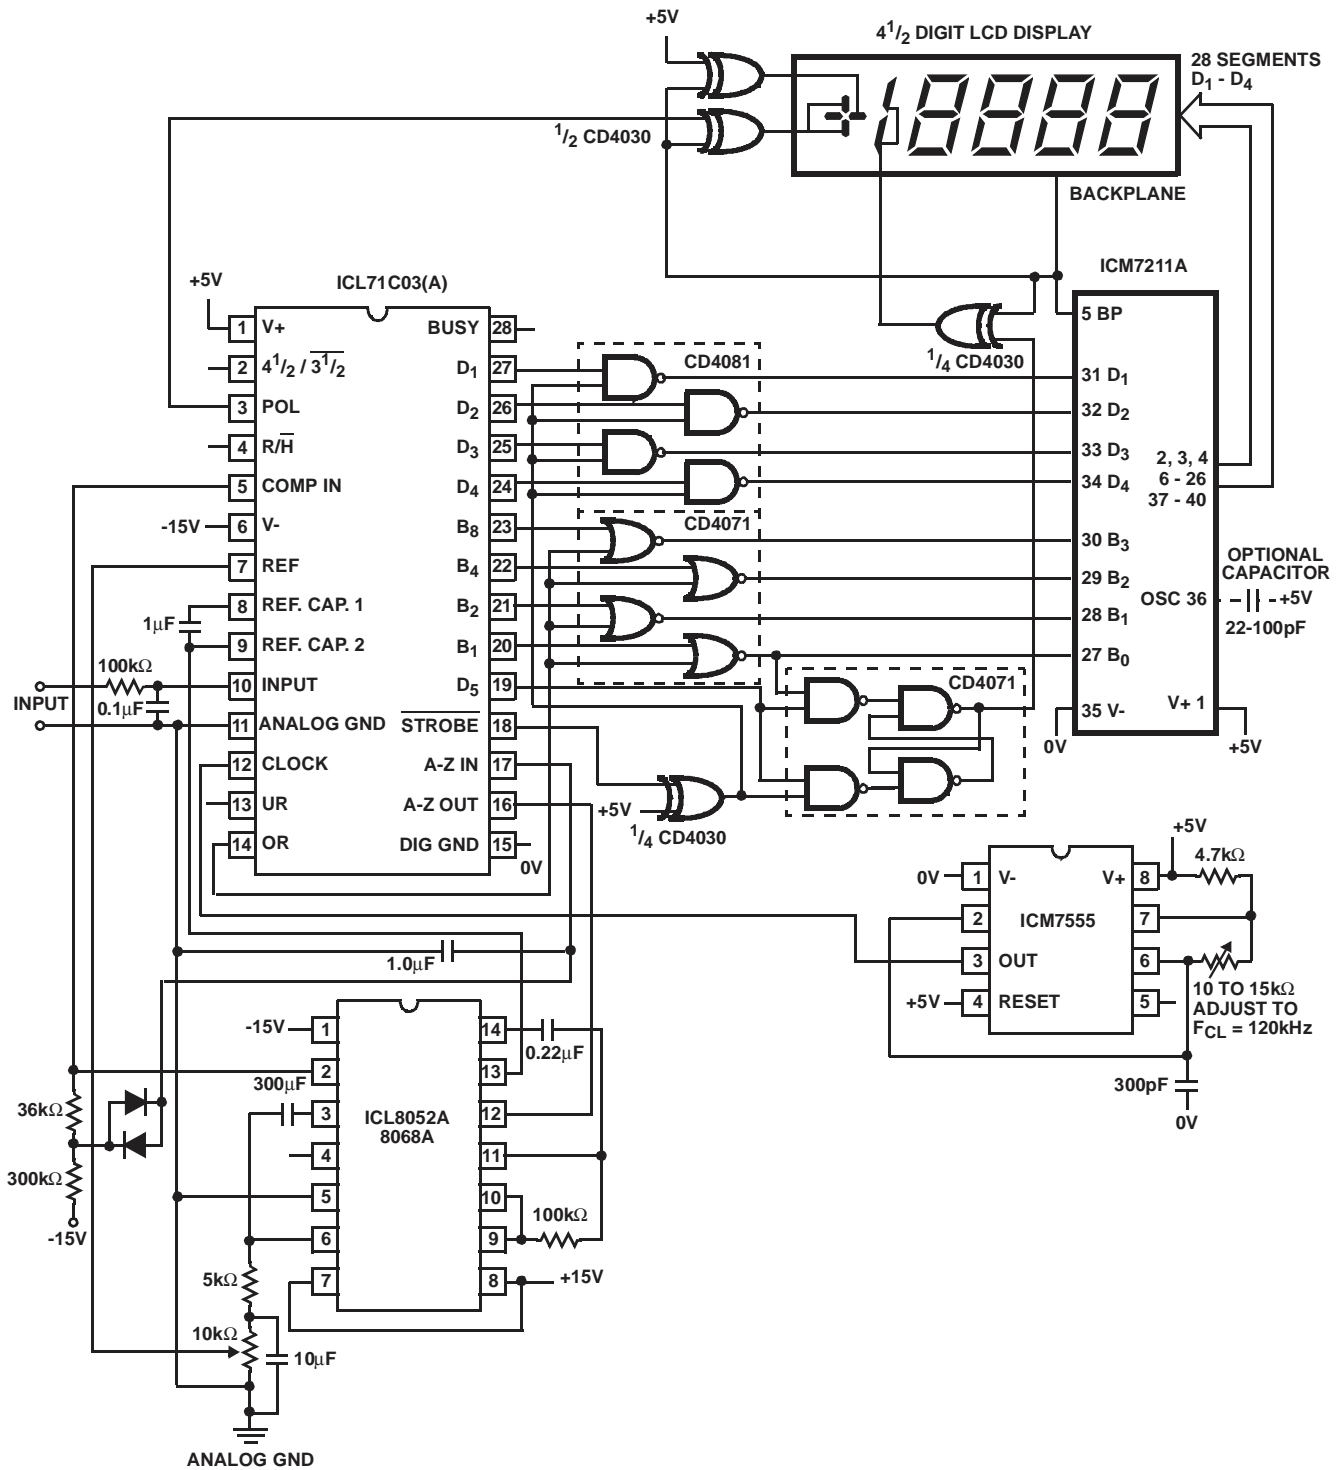 +5V
4 1/2 DIGIT LCD DISPLAY
28 SEGMENTS
D1 - D4
1/2 CD4030
BACKPLANE
ICL71C03(A)
+5V
1 V+
2 4 1/2 / 3 1/2
3 POL
4 R/H
5 COMP IN
-15V
6 V-
7 REF
8 REF. CAP. 1
1μF
9 REF. CAP. 2
100kΩ
10 INPUT
INPUT
0.1μF
11 ANALOG GND
12 CLOCK
13 UR
14 OR
BUSY 28
D1 27
D2 26
D3 25
D4 24
B8 23
B4 22
B2 21
B1 20
D5 19
STROBE 18
A-Z IN 17
A-Z OUT 16
DIG GND 15
0V
CD4081
CD4071
CD4071
+5V
1/4 CD4030
1/4 CD4030
ICM7211A
5 BP
31 D1
32 D2
33 D3
34 D4
2, 3, 4
6 - 26
37 - 40
30 B3
29 B2
28 B1
27 B0
OSC 36
OPTIONAL
CAPACITOR
+5V
22-100pF
35 V-
V+ 1
0V
+5V
+5V
4.7kΩ
0V
1 V-
V+ 8
2
ICM7555
7
3 OUT
6
+5V
4 RESET
5
10 TO 15kΩ
ADJUST TO
FCL = 120kHz
300pF
0V
1.0μF
-15V
1
14
0.22μF
2
13
300μF
3
ICL8052A
8068A
12
4
11
5
10
6
9
100kΩ
7
8
+15V
36kΩ
300kΩ
-15V
5kΩ
10kΩ
10μF
ANALOG GND